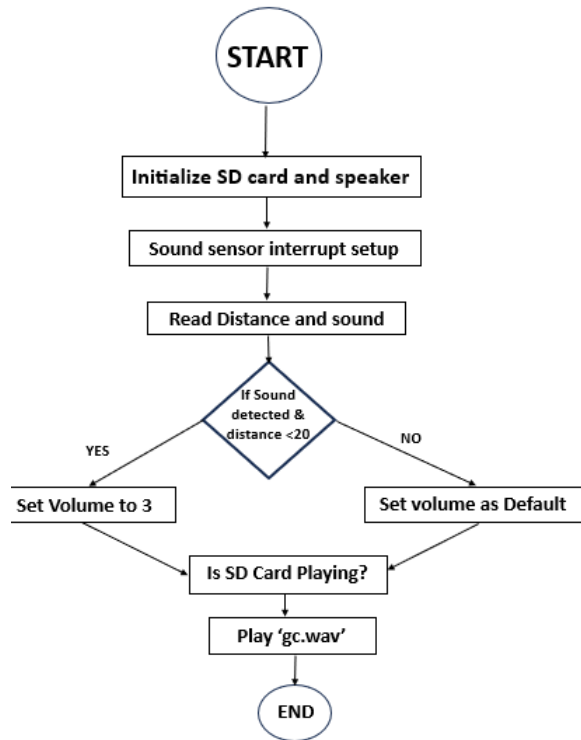 START
Initialize SD card and speaker
Sound sensor interrupt setup
Read Distance and sound
If Sound
detected &
distance <20
YES
NO
Set Volume to 3
Set volume as Default
Is SD Card Playing?
Play ‘gc.wav’
END